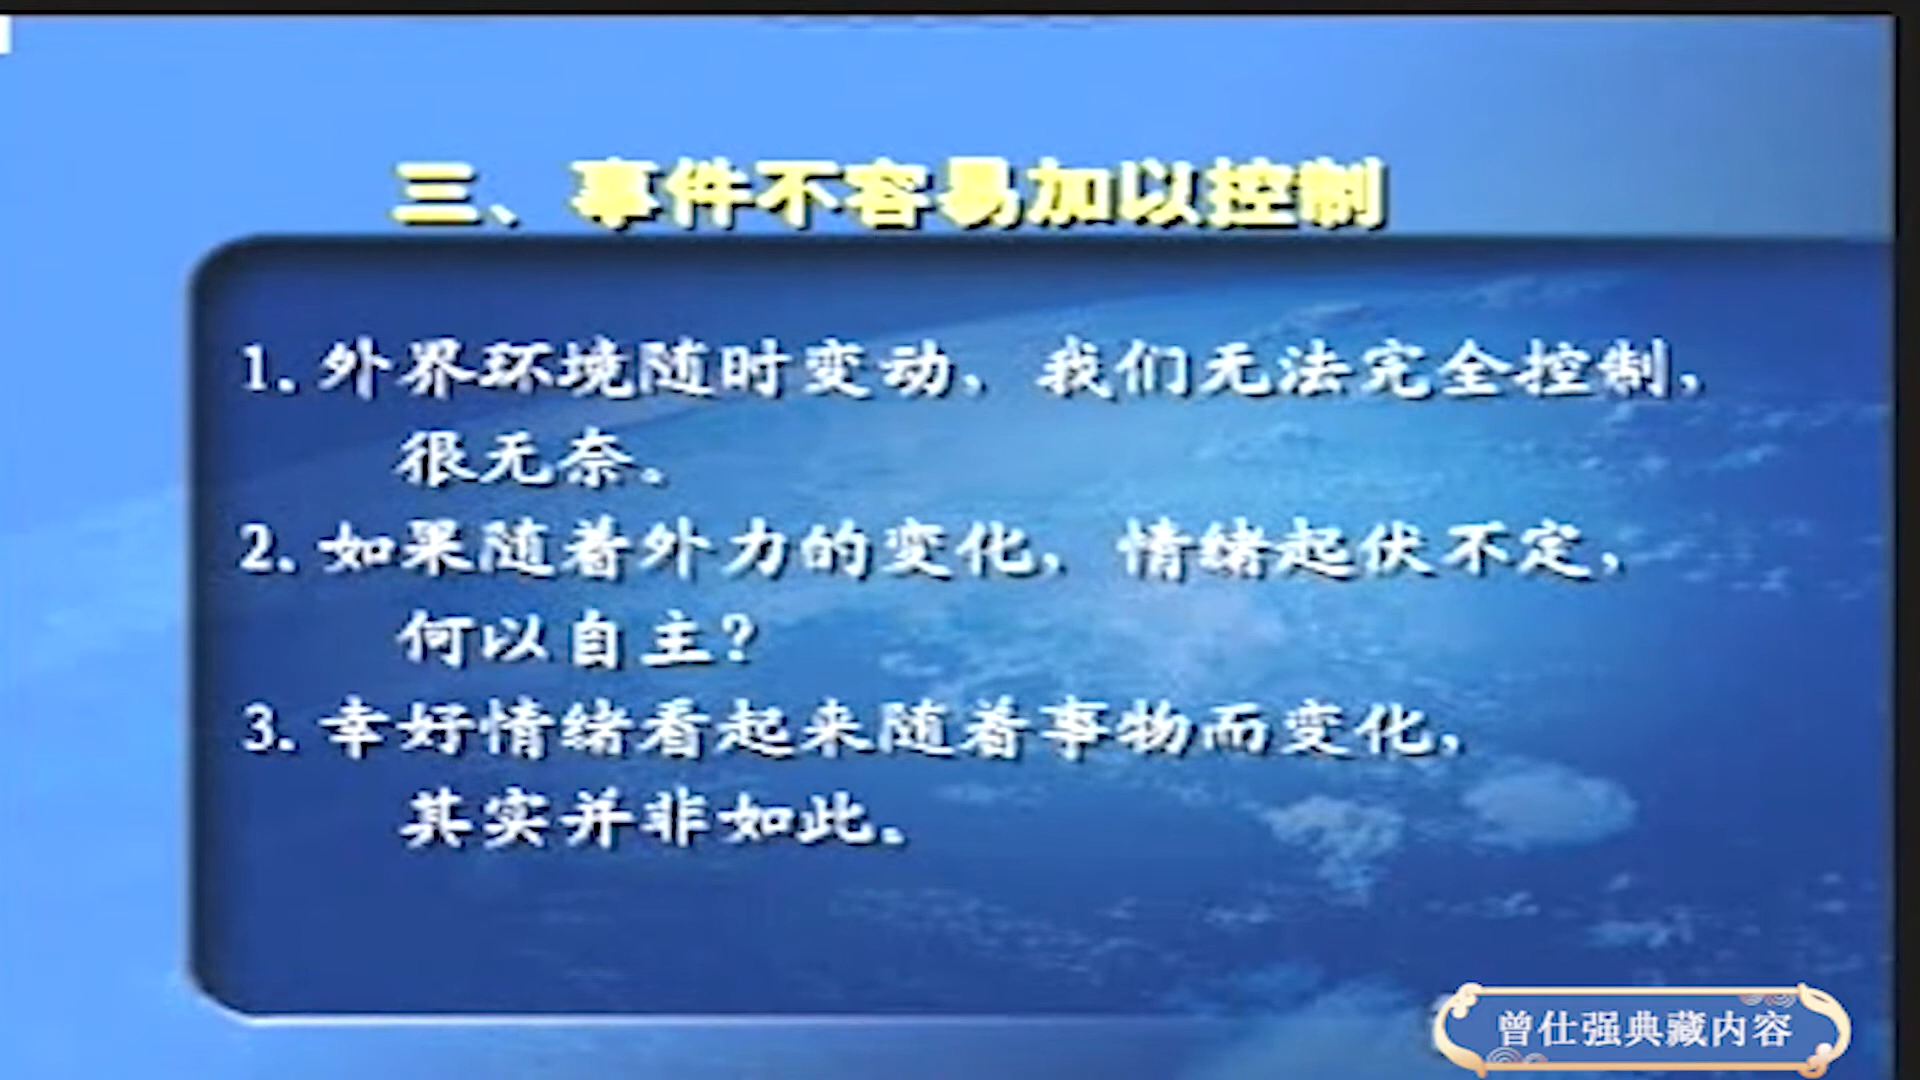 三、事件不容易加以控制
1.外界环境随时变动，我们无法完全控制，
很无奈。
2.如果随着外力的变化，情绪起伏不定，
何以自主？
3.幸好情绪看起来随着事物而变化，
其实并非如此。
曾仕强典藏内容